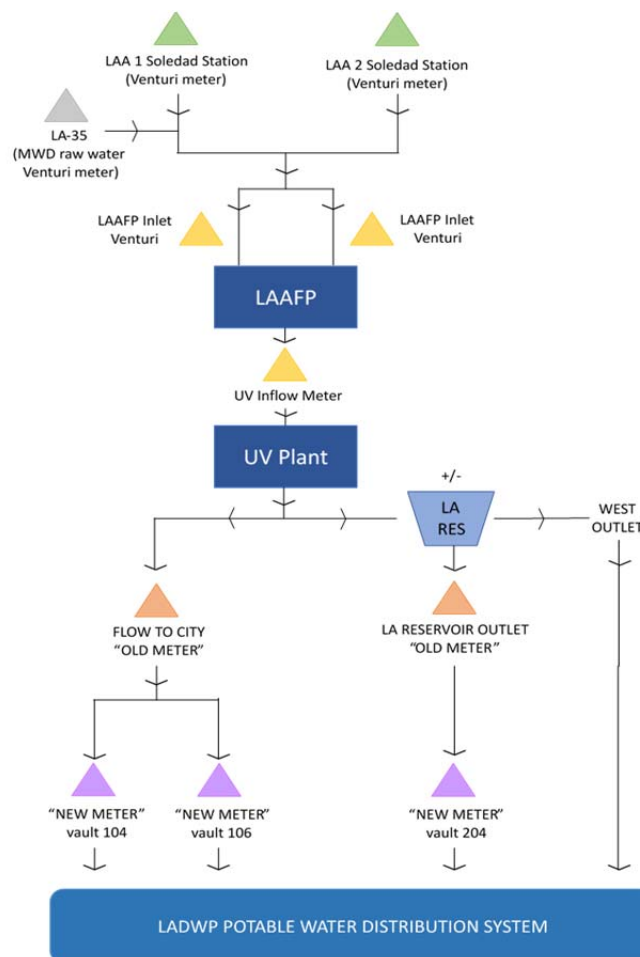 LAA 1 Soledad Station
(Venturi meter)
LAA 2 Soledad Station
(Venturi meter)
LA-35
(MWD raw water
Venturi meter)
LAAFP Inlet
Venturi
LAAFP Inlet
Venturi
LAAFP
UV Inflow Meter
UV Plant
+/-
LA
RES
WEST
OUTLET
FLOW TO CITY
“OLD METER”
LA RESERVOIR OUTLET
“OLD METER”
“NEW METER”
vault 104
“NEW METER”
vault 106
“NEW METER”
vault 204
LADWP POTABLE WATER DISTRIBUTION SYSTEM